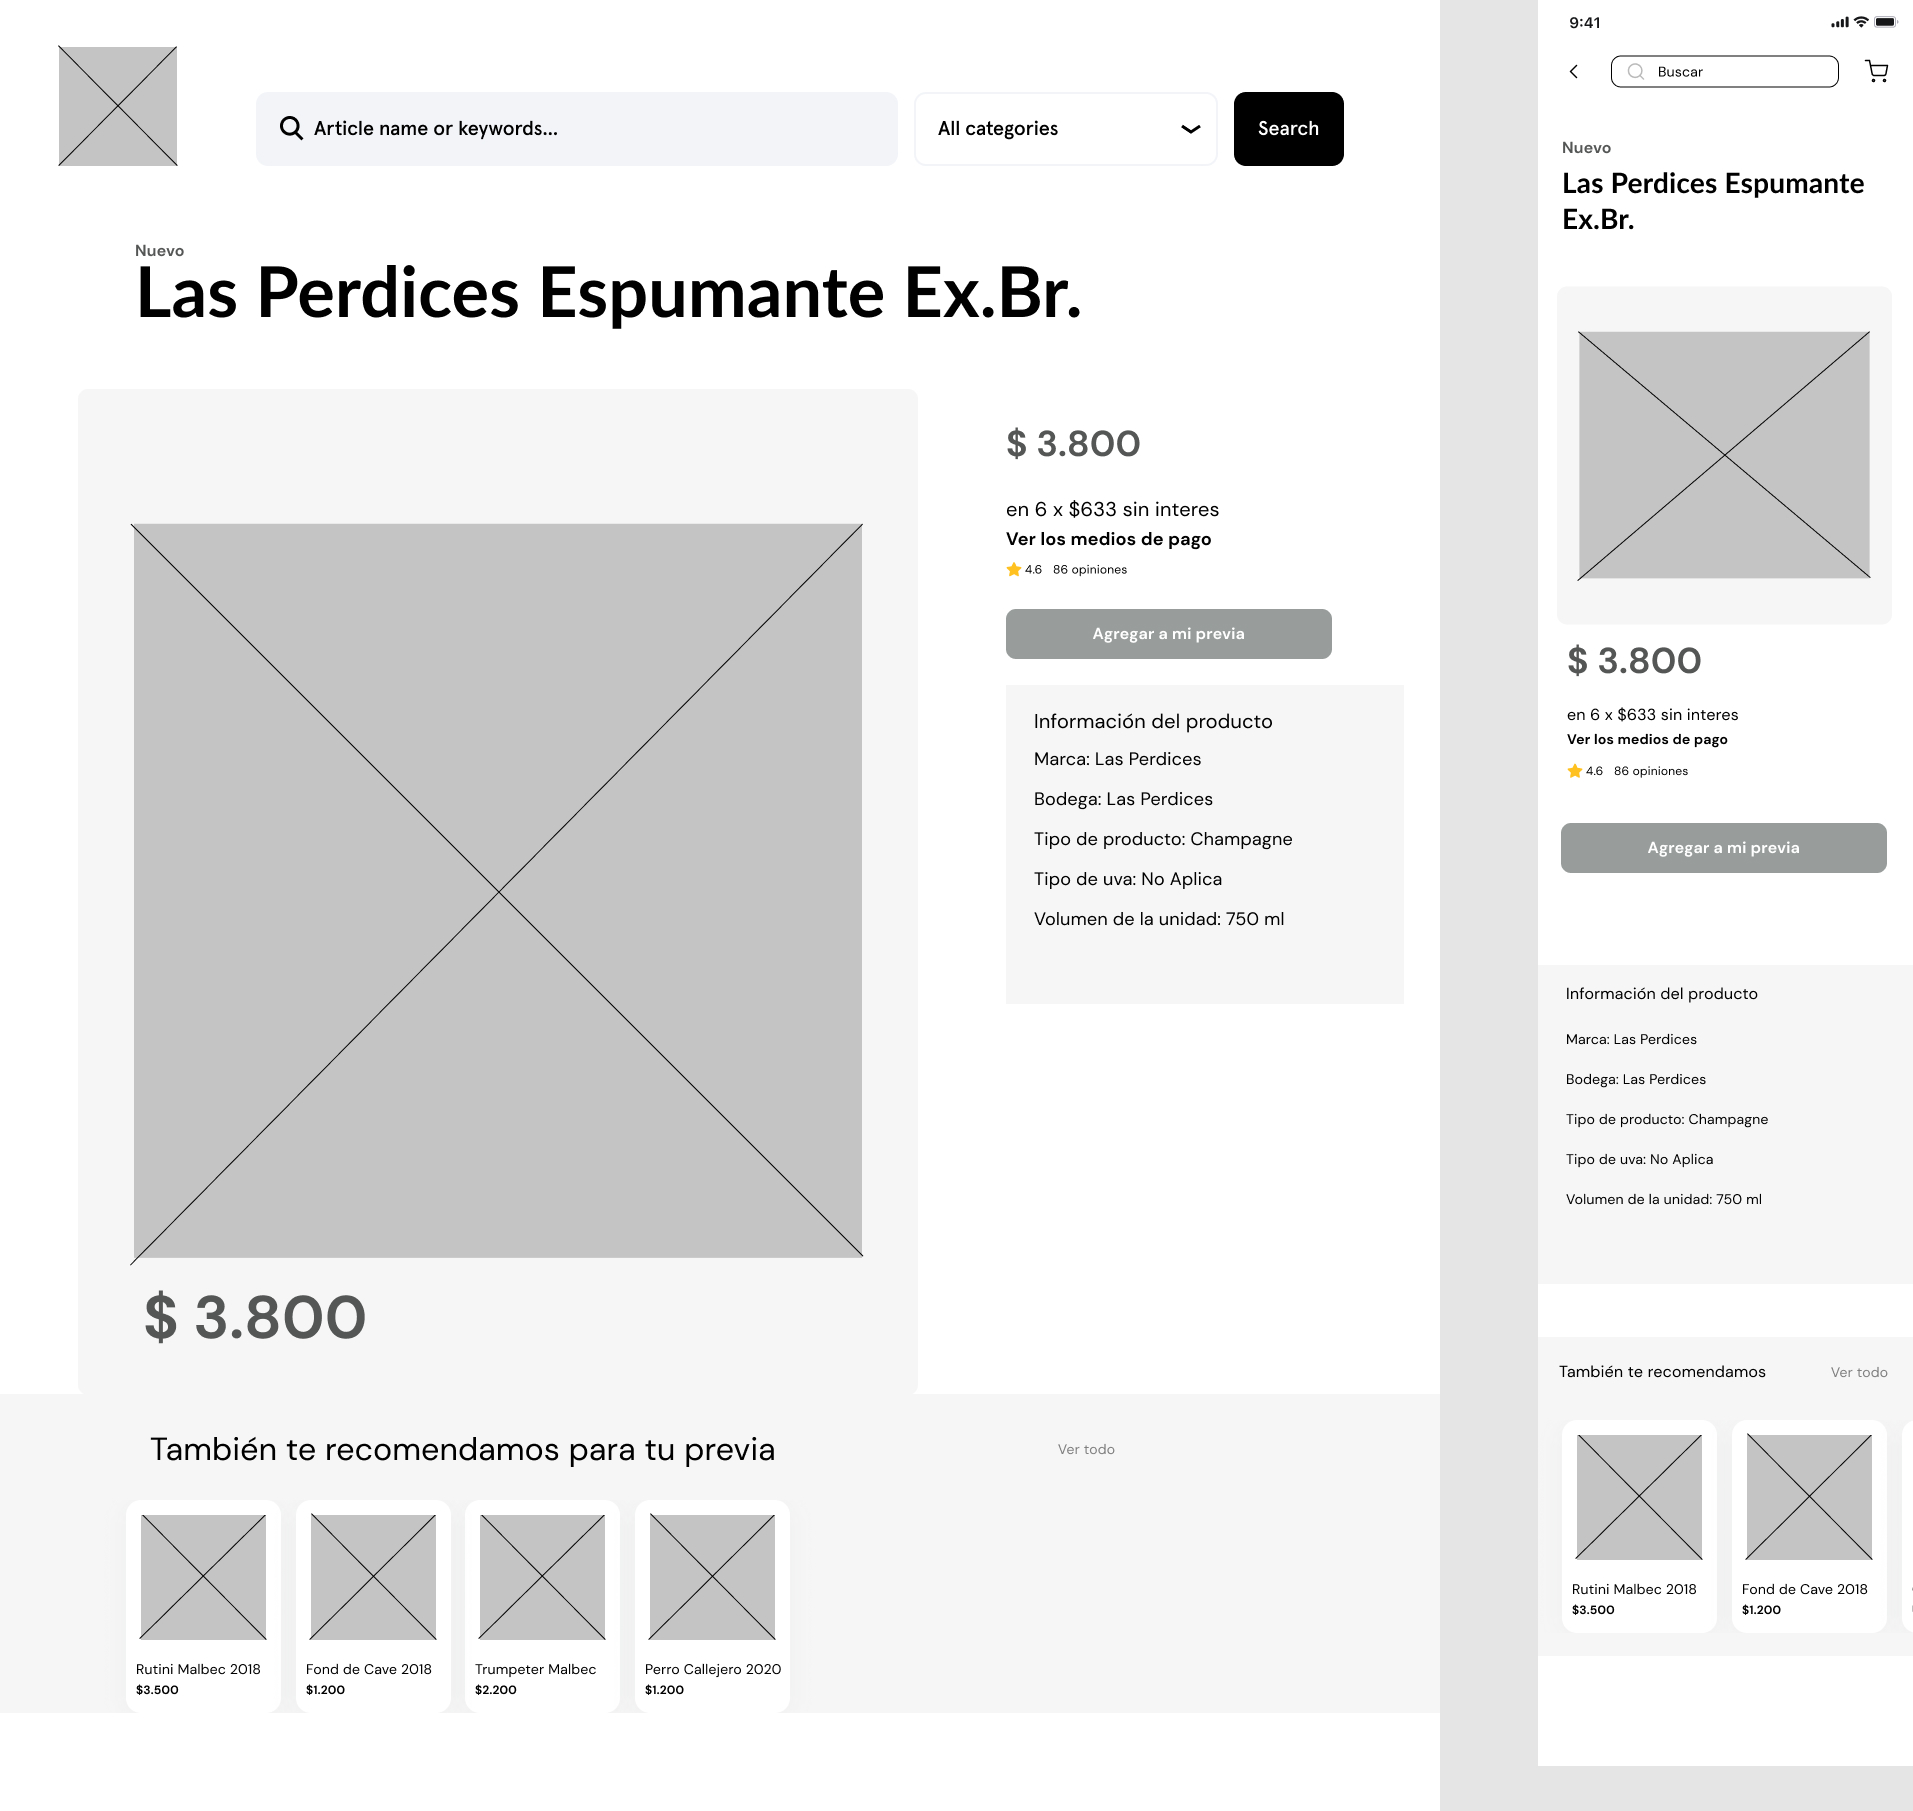 Article name or keywords...
All categories
Search
Nuevo
Las Perdices Espumante Ex.Br.
$ 3.800
en 6 x $633 sin interes
Ver los medios de pago
4.6 86 opiniones
Agregar a mi previa
Información del producto
Marca: Las Perdices
Bodega: Las Perdices
Tipo de producto: Champagne
Tipo de uva: No Aplica
Volumen de la unidad: 750 ml
$ 3.800
También te recomendamos para tu previa
Ver todo
Rutini Malbec 2018
$3.500
Fond de Cave 2018
$1.200
Trumpeter Malbec
$2.200
Perro Callejero 2020
$1.200
9:41
Buscar
Nuevo
Las Perdices Espumante
Ex.Br.
$ 3.800
en 6 x $633 sin interes
Ver los medios de pago
4.6 86 opiniones
Agregar a mi previa
Información del producto
Marca: Las Perdices
Bodega: Las Perdices
Tipo de producto: Champagne
Tipo de uva: No Aplica
Volumen de la unidad: 750 ml
También te recomendamos
Ver todo
Rutini Malbec 2018
$3.500
Fond de Cave 2018
$1.200